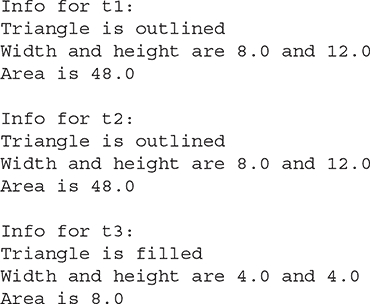 Info for t1:
Triangle is outlined
Width and height are 8.0 and 12.0
Area is 48.0
Info for t2:
Triangle is outlined
Width and height are 8.0 and 12.0
Area is 48.0
Info for t3:
Triangle is filled
Width and height are 4.0 and 4.0
Area is 8.0